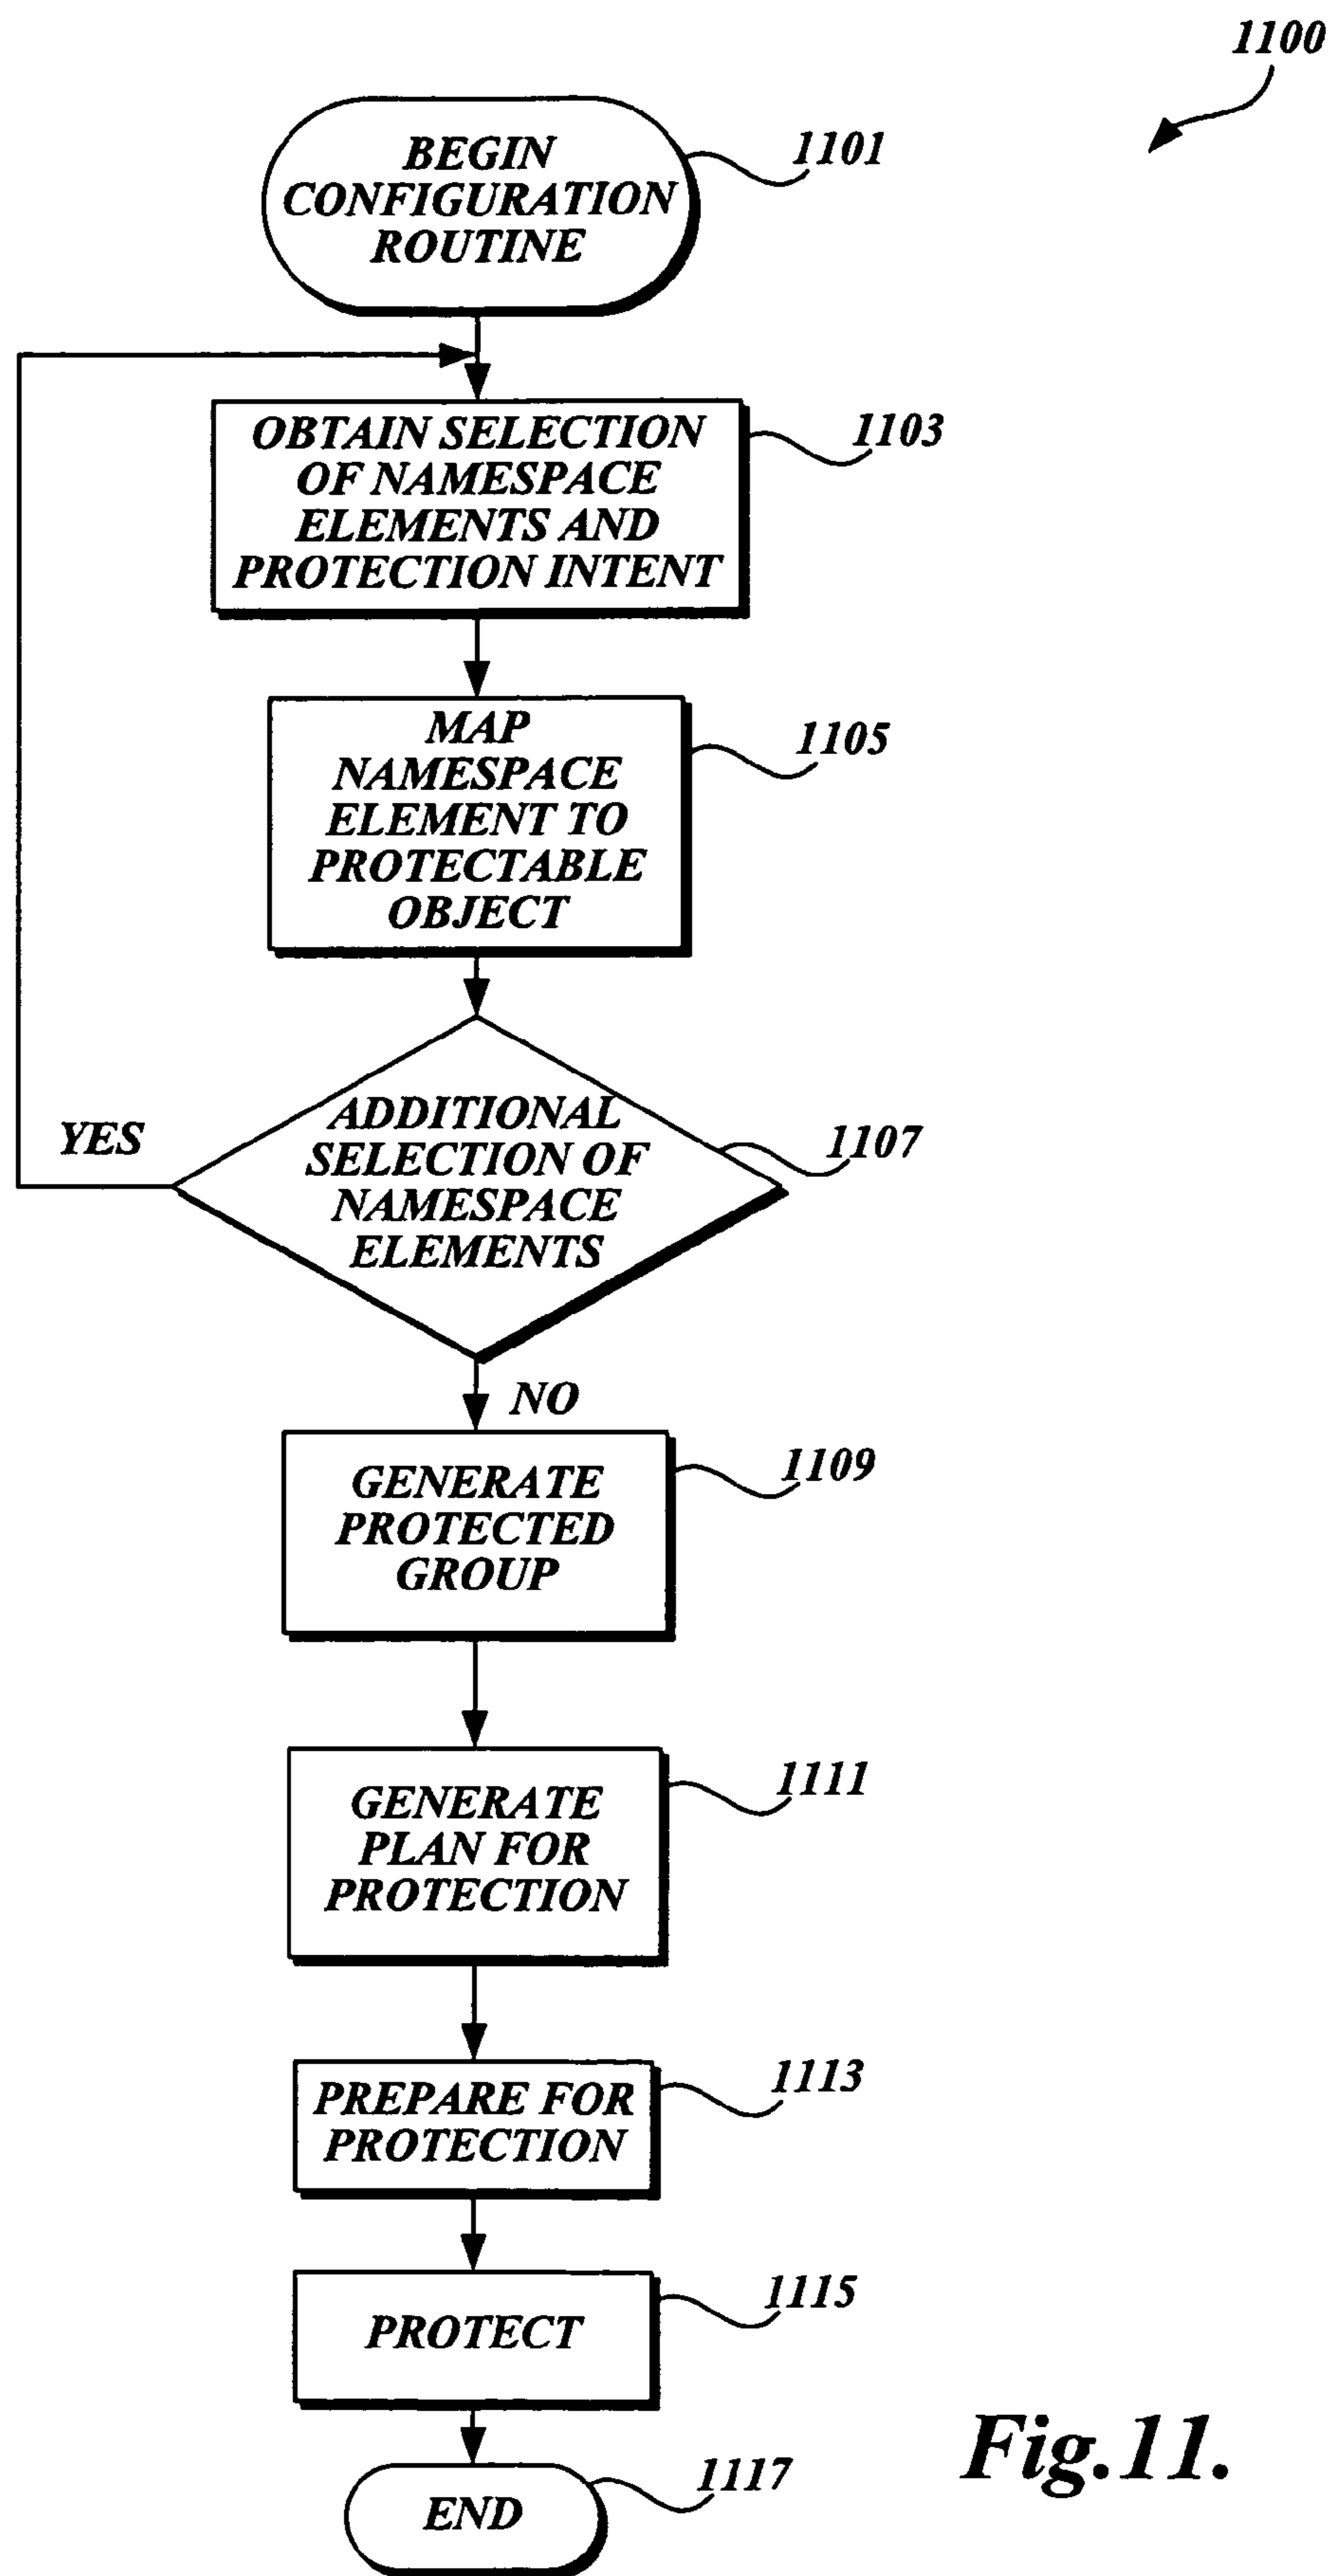 1100
BEGIN
CONFIGURATION
ROUTINE
1101
OBTAIN SELECTION
OF NAMESPACE
ELEMENTS AND
PROTECTION INTENT
1103
MAP
NAMESPACE
ELEMENT TO
PROTECTABLE
OBJECT
1105
ADDITIONAL
SELECTION OF
NAMESPACE
ELEMENTS
1107
YES
NO
GENERATE
PROTECTED
GROUP
1109
GENERATE
PLAN FOR
PROTECTION
1111
PREPARE FOR
PROTECTION
1113
PROTECT
1115
END
1117
Fig.11.